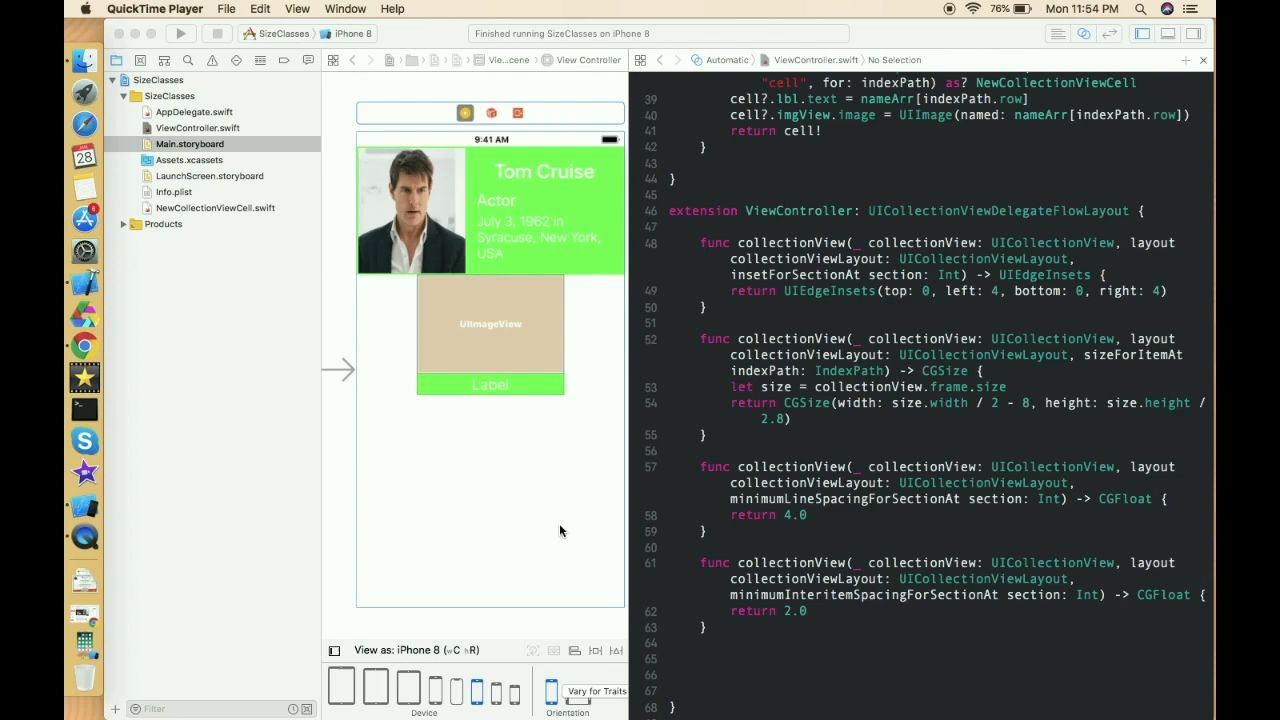 QuickTime Player File Edit View Window Help 76% Mon 11:54 PM
SizeClasses iPhone 8 Finished running SizeClasses on iPhone 8
Vie...cene View Controller Automatic ViewController.swift No Selection
SizeClasses
SizeClasses
AppDelegate.swift
ViewController.swift
Main.storyboard
Assets.xcassets
LaunchScreen.storyboard
Info.plist
NewCollectionViewCell.swift
Products
Filter
JAN
28
6
9:41 AM
Tom Cruise
Actor
July 3, 1962 in
Syracuse, New York,
USA
UIImageView
Label
View as: iPhone 8 (wC hR)
Vary for Traits
Device
Orientation
"cell", for: indexPath) as? NewCollectionViewCell
39 cell?.lbl.text = nameArr[indexPath.row]
40 cell?.imgView.image = UIImage(named: nameArr[indexPath.row])
41 return cell!
42 }
43
44 }
45
46 extension ViewController: UICollectionViewDelegateFlowLayout {
47
48 func collectionView(_ collectionView: UICollectionView, layout
collectionViewLayout: UICollectionViewLayout,
insetForSectionAt section: Int) -> UIEdgeInsets {
49 return UIEdgeInsets(top: 0, left: 4, bottom: 0, right: 4)
50 }
51
52 func collectionView(_ collectionView: UICollectionView, layout
collectionViewLayout: UICollectionViewLayout, sizeForItemAt
indexPath: IndexPath) -> CGSize {
53 let size = collectionView.frame.size
54 return CGSize(width: size.width / 2 - 8, height: size.height /
2.8)
55 }
56
57 func collectionView(_ collectionView: UICollectionView, layout
collectionViewLayout: UICollectionViewLayout,
minimumLineSpacingForSectionAt section: Int) -> CGFloat {
58 return 4.0
59 }
60
61 func collectionView(_ collectionView: UICollectionView, layout
collectionViewLayout: UICollectionViewLayout,
minimumInteritemSpacingForSectionAt section: Int) -> CGFloat {
62 return 2.0
63 }
64
65
66
67
68 }